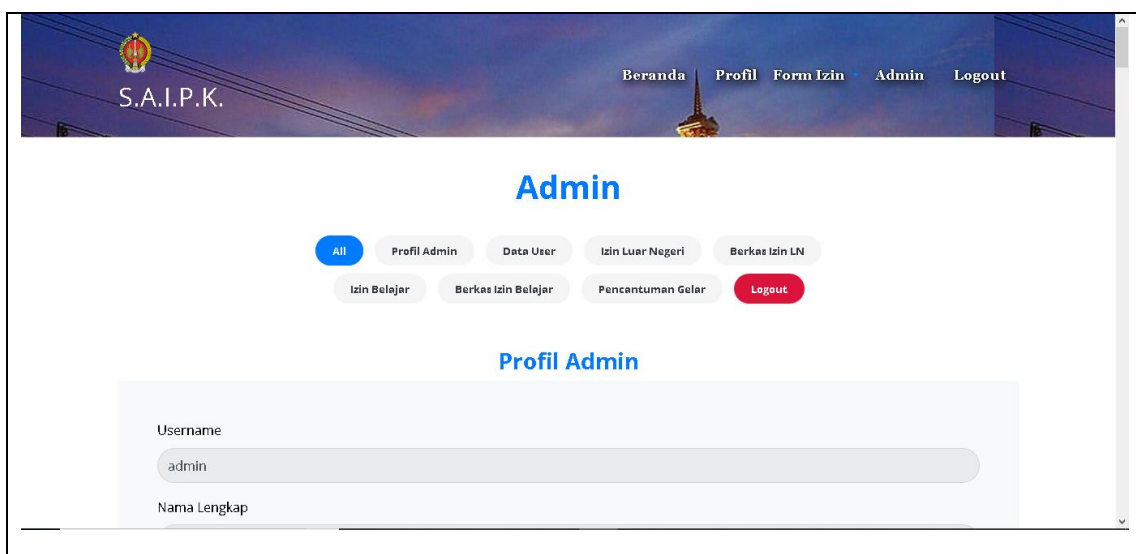 Beranda Profil Form Izin Admin Logout
S.A.I.P.K.
Admin
All Profil Admin Data User Izin Luar Negeri Berkas Izin LN
Izin Belajar Berkas Izin Belajar Pencantuman Gelar Logout
Profil Admin
Username
admin
Nama Lengkap